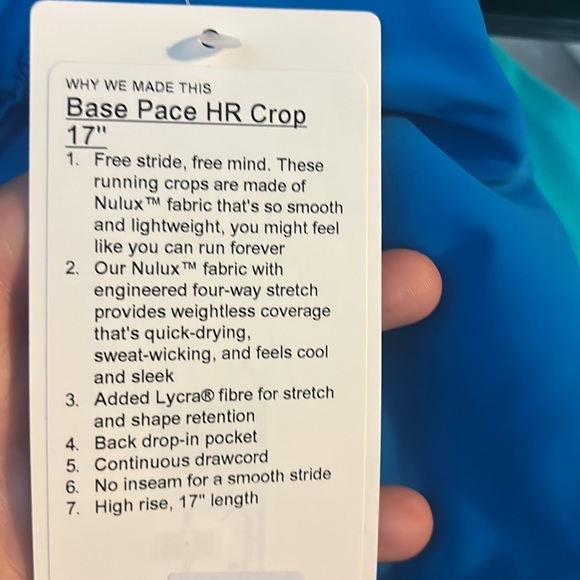 WHY WE MADE THIS
Base Pace HR Crop
17"
1. Free stride, free mind. These
running crops are made of
Nulux™ fabric that's so smooth
and lightweight, you might feel
like you can run forever
2. Our Nulux™ fabric with
engineered four-way stretch
provides weightless coverage
that's quick-drying,
sweat-wicking, and feels cool
and sleek
3. Added Lycra® fibre for stretch
and shape retention
4. Back drop-in pocket
5. Continuous drawcord
6. No inseam for a smooth stride
7. High rise, 17" length